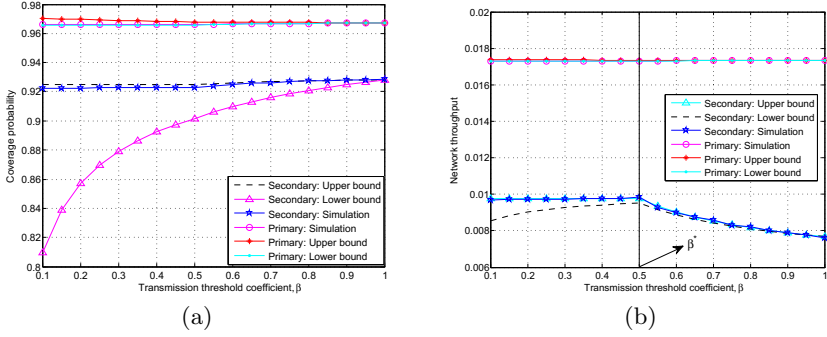 1
0.98
0.96
0.94
0.92
0.9
0.88
0.86
0.84
0.82
0.8
0.1 0.2 0.3 0.4 0.5 0.6 0.7 0.8 0.9 1
Coverage probability
Transmission threshold coefficient, β
Secondary: Upper bound
Secondary: Lower bound
Secondary: Simulation
Primary: Simulation
Primary: Upper bound
Primary: Lower bound
(a)
0.02
0.018
0.016
0.014
0.012
0.01
0.008
0.006
0.1 0.2 0.3 0.4 0.5 0.6 0.7 0.8 0.9 1
Network throughput
Transmission threshold coefficient, β
Secondary: Upper bound
Secondary: Lower bound
Secondary: Simulation
Primary: Simulation
Primary: Upper bound
Primary: Lower bound
β*
(b)